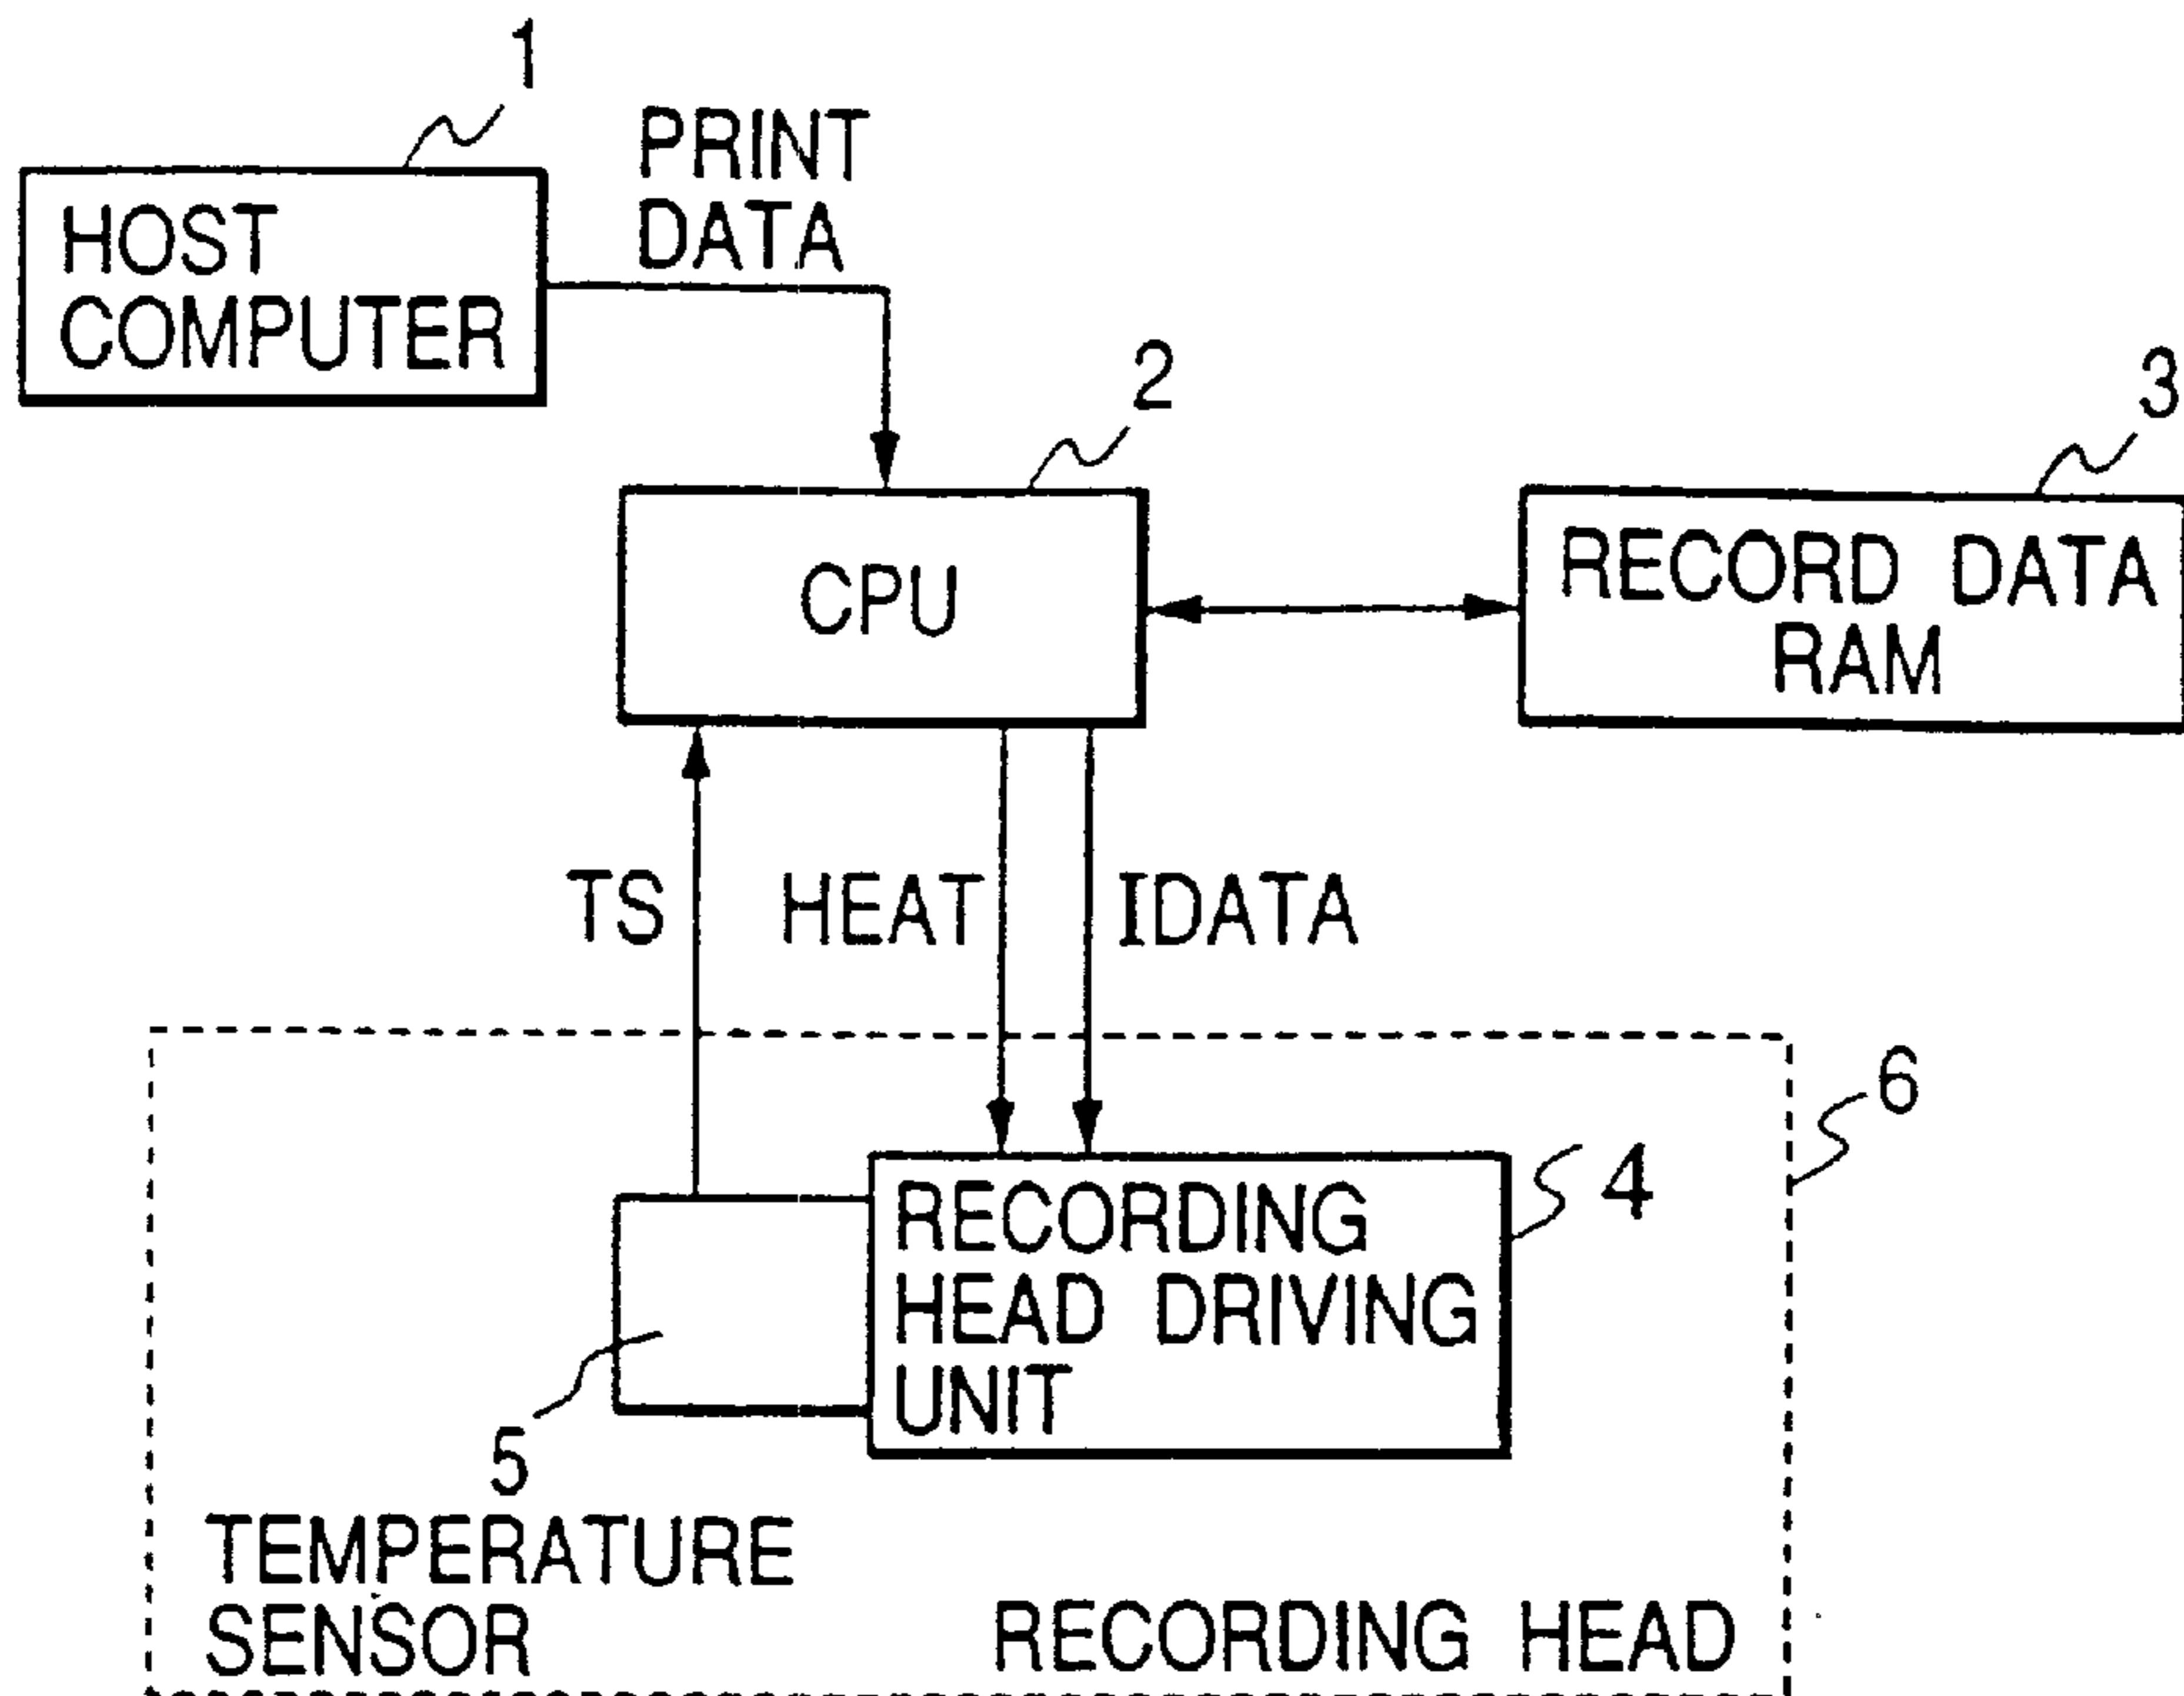 1
PRINT
DATA
HOST
COMPUTER
2
3
CPU
RECORD DATA
RAM
TS
HEAT
IDATA
6
4
RECORDING
HEAD DRIVING
UNIT
5
TEMPERATURE
SENSOR
RECORDING HEAD